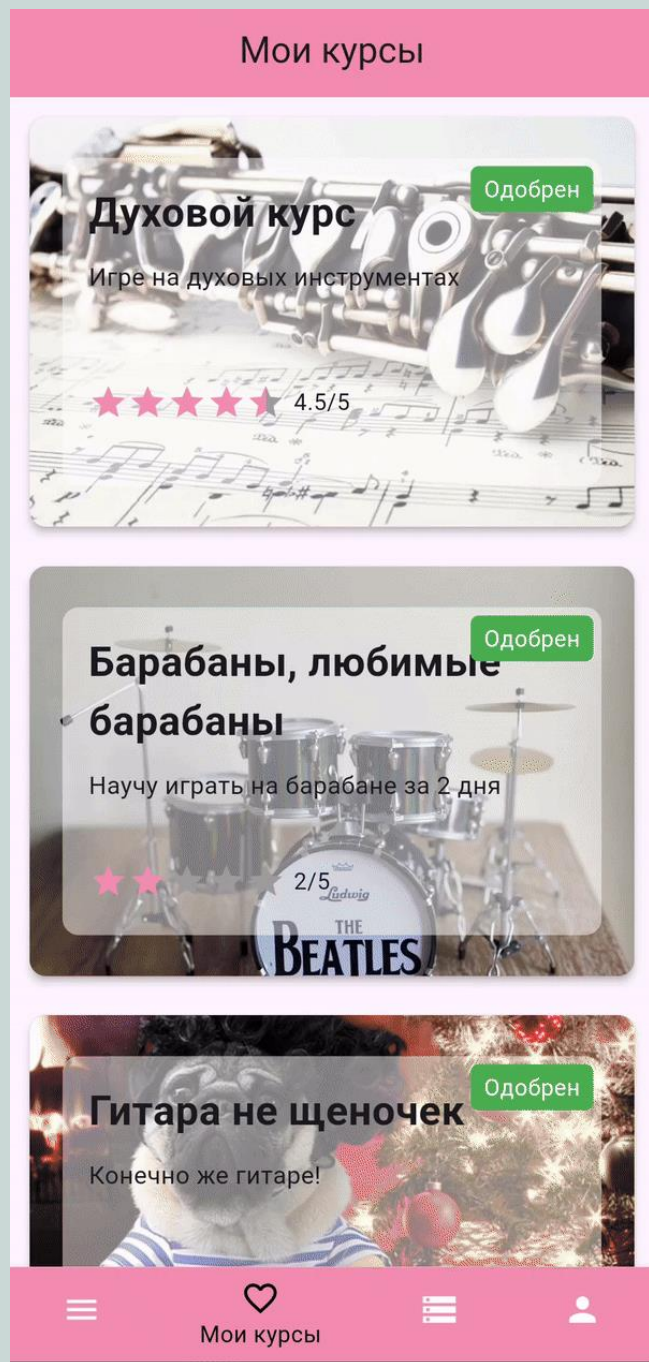 Мои курсы
Одобрен
Духовой курс
Игре на духовых инструментах
4.5/5
Одобрен
Барабаны, любимые
барабаны
Научу играть на барабане за 2 дня
2/5
Ludwig
THE
BEATLES
Одобрен
Гитара не щеночек
Конечно же гитаре!
Мои курсы